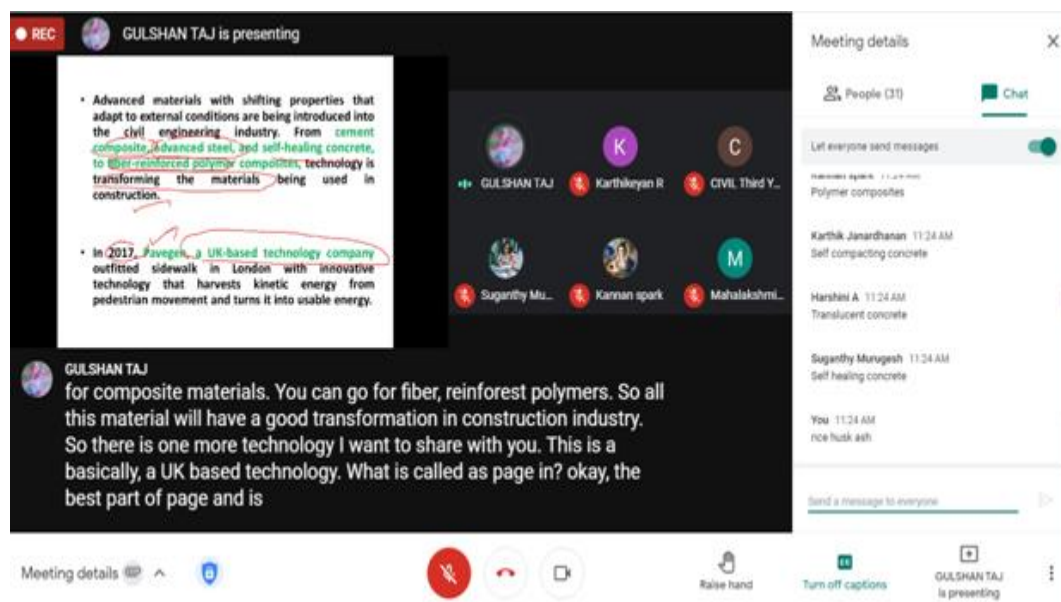 REC
GULSHAN TAJ is presenting
• Advanced materials with shifting properties that
adapt to external conditions are being introduced into
the civil engineering industry. From cement
composite, advanced steel, and self-healing concrete,
to fiber-reinforced polymer composites, technology is
transforming the materials being used in
construction.
• In 2017, Pavegen, a UK-based technology company
outfitted sidewalk in London with innovative
technology that harvests kinetic energy from
pedestrian movement and turns it into usable energy.
K
C
GULSHAN TAJ
Karthikeyan R
CIVIL Third Y...
M
Suganthy Mu...
Kannan spark
Mahalakshmi...
GULSHAN TAJ
for composite materials. You can go for fiber, reinforest polymers. So all
this material will have a good transformation in construction industry.
So there is one more technology I want to share with you. This is a
basically, a UK based technology. What is called as page in? okay, the
best part of page and is
Meeting details
People (31)
Chat
Let everyone send messages
Polymer composites
Karthik Janardhanan 11:24 AM
Self compacting concrete
Harshini A 11:24 AM
Translucent concrete
Suganthy Murugesh 11:24 AM
Self healing concrete
You 11:24 AM
rice husk ash
Send a message to everyone
Meeting details
Raise hand
Turn off captions
GULSHAN TAJ
is presenting